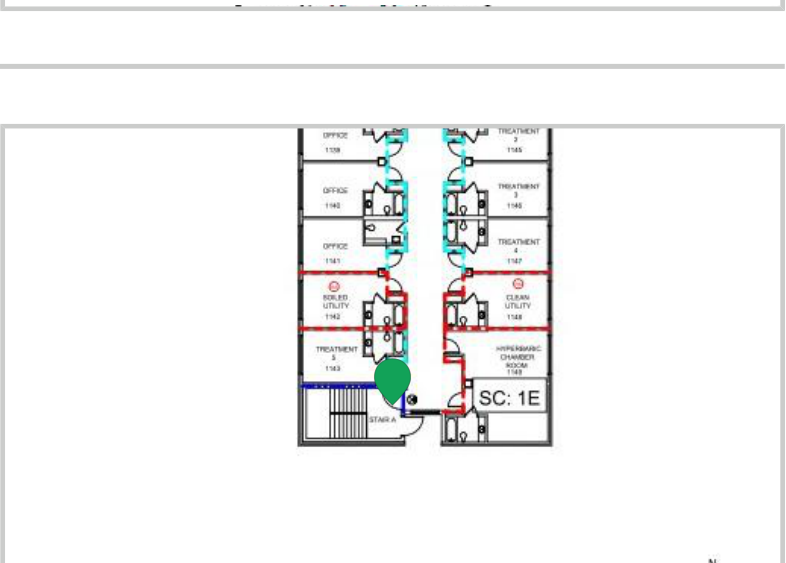 OFFICE
1139
TREATMENT
2
1145
OFFICE
1140
TREATMENT
3
1146
OFFICE
1141
TREATMENT
4
1147
SOILED
UTILITY
1142
CLEAN
UTILITY
1148
TREATMENT
5
1143
HYPERBARIC
CHAMBER
ROOM
1149
SC: 1E
STAIR A
N